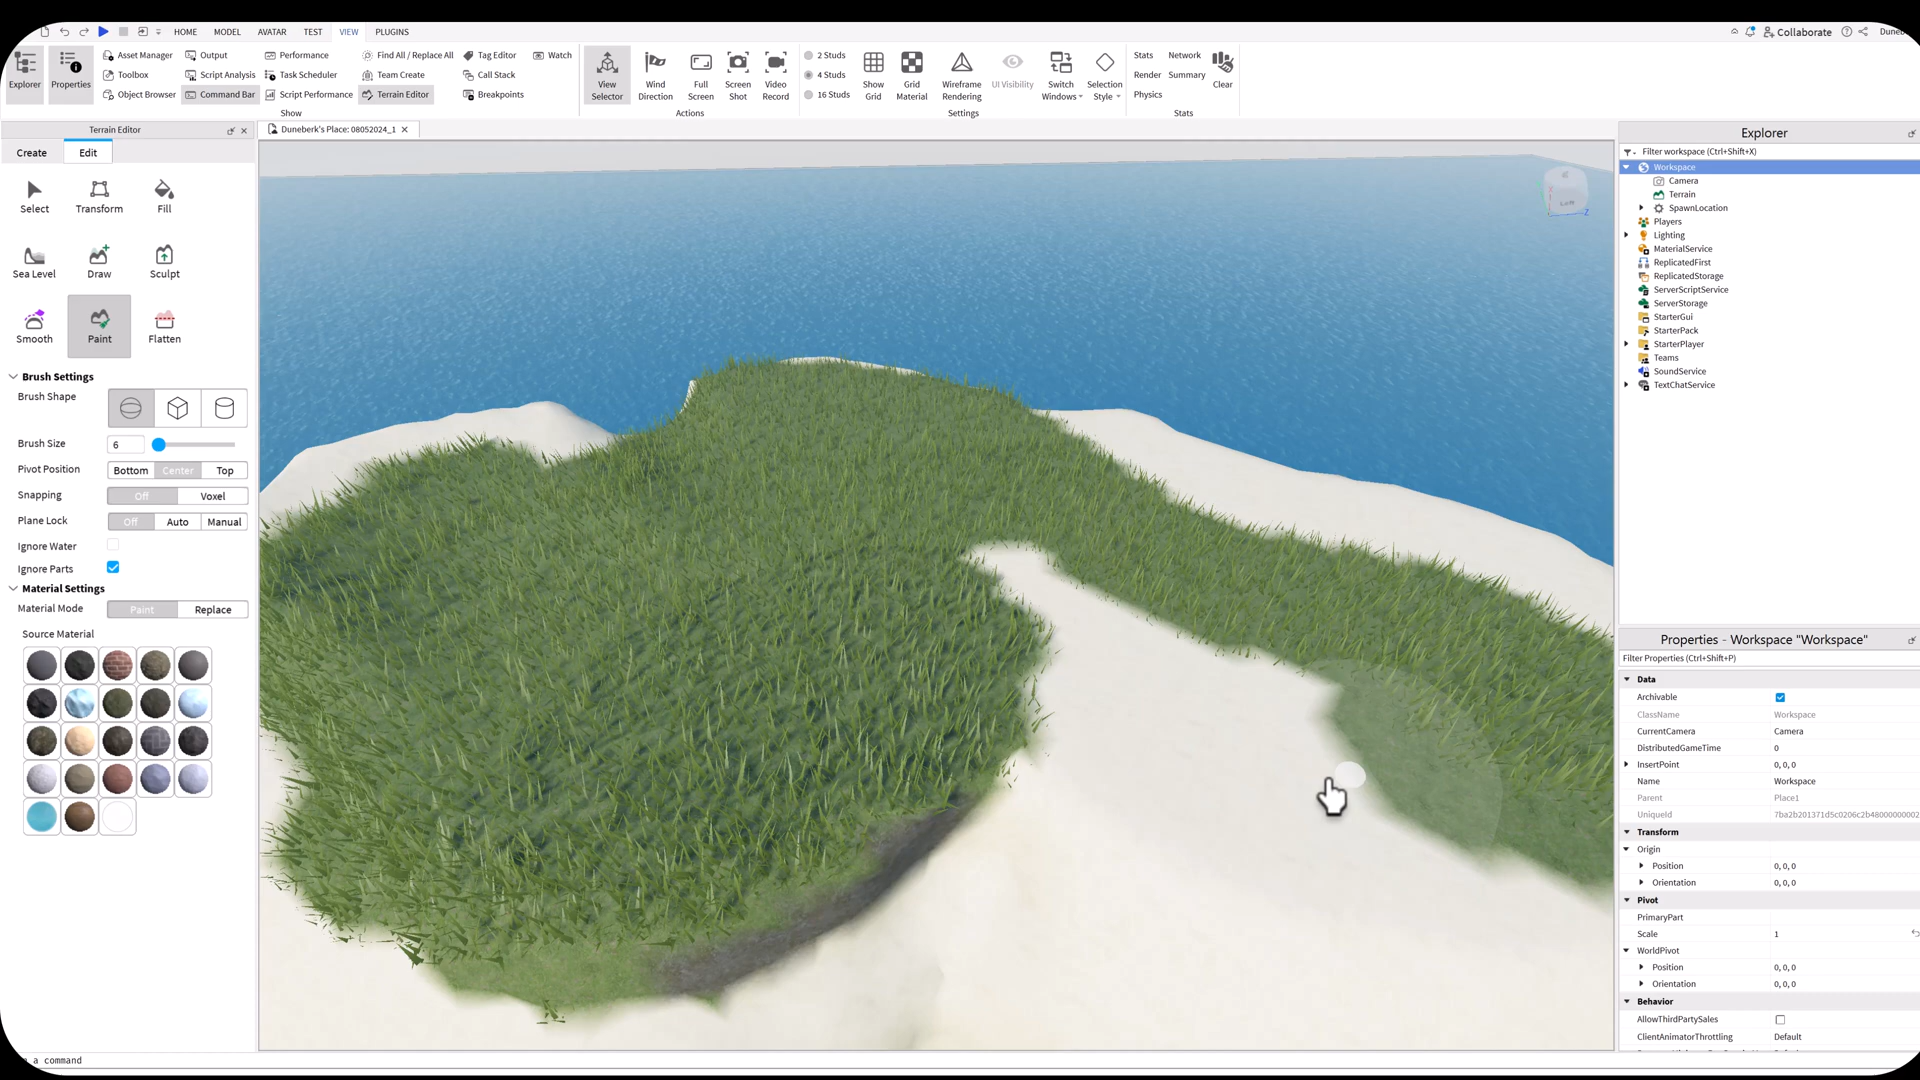 HOME MODEL AVATAR TEST VIEW PLUGINS
Collaborate
Explorer
Properties
Asset Manager
Toolbox
Object Browser
Output
Script Analysis
Command Bar
Performance
Task Scheduler
Script Performance
Find All / Replace All
Team Create
Terrain Editor
Tag Editor
Call Stack
Breakpoints
Watch
Show
View
Selector
Wind
Direction
Full
Screen
Screen
Shot
Video
Record
Actions
2 Studs
4 Studs
16 Studs
Show
Grid
Grid
Material
Wireframe
Rendering
UI Visibility
Switch
Windows
Selection
Style
Settings
Stats
Render
Physics
Network
Summary
Clear
Stats
Terrain Editor
Duneberk's Place: 08052024_1
Create Edit
Select Transform Fill
Sea Level Draw Sculpt
Smooth Paint Flatten
Brush Settings
Brush Shape
Brush Size 6
Pivot Position Bottom Center Top
Snapping Off Voxel
Plane Lock Off Auto Manual
Ignore Water
Ignore Parts
Material Settings
Material Mode Paint Replace
Source Material
a command
Explorer
Filter workspace (Ctrl+Shift+X)
Workspace
Camera
Terrain
SpawnLocation
Players
Lighting
MaterialService
ReplicatedFirst
ReplicatedStorage
ServerScriptService
ServerStorage
StarterGui
StarterPack
StarterPlayer
Teams
SoundService
TextChatService
Properties - Workspace "Workspace"
Filter Properties (Ctrl+Shift+P)
Data
Archivable
ClassName Workspace
CurrentCamera Camera
DistributedGameTime 0
InsertPoint 0, 0, 0
Name Workspace
Parent Place1
UniqueId 7ba2b201371d5c0206c2b48000000002
Transform
Origin
Position 0, 0, 0
Orientation 0, 0, 0
Pivot
PrimaryPart
Scale 1
WorldPivot
Position 0, 0, 0
Orientation 0, 0, 0
Behavior
AllowThirdPartySales
ClientAnimatorThrottling Default